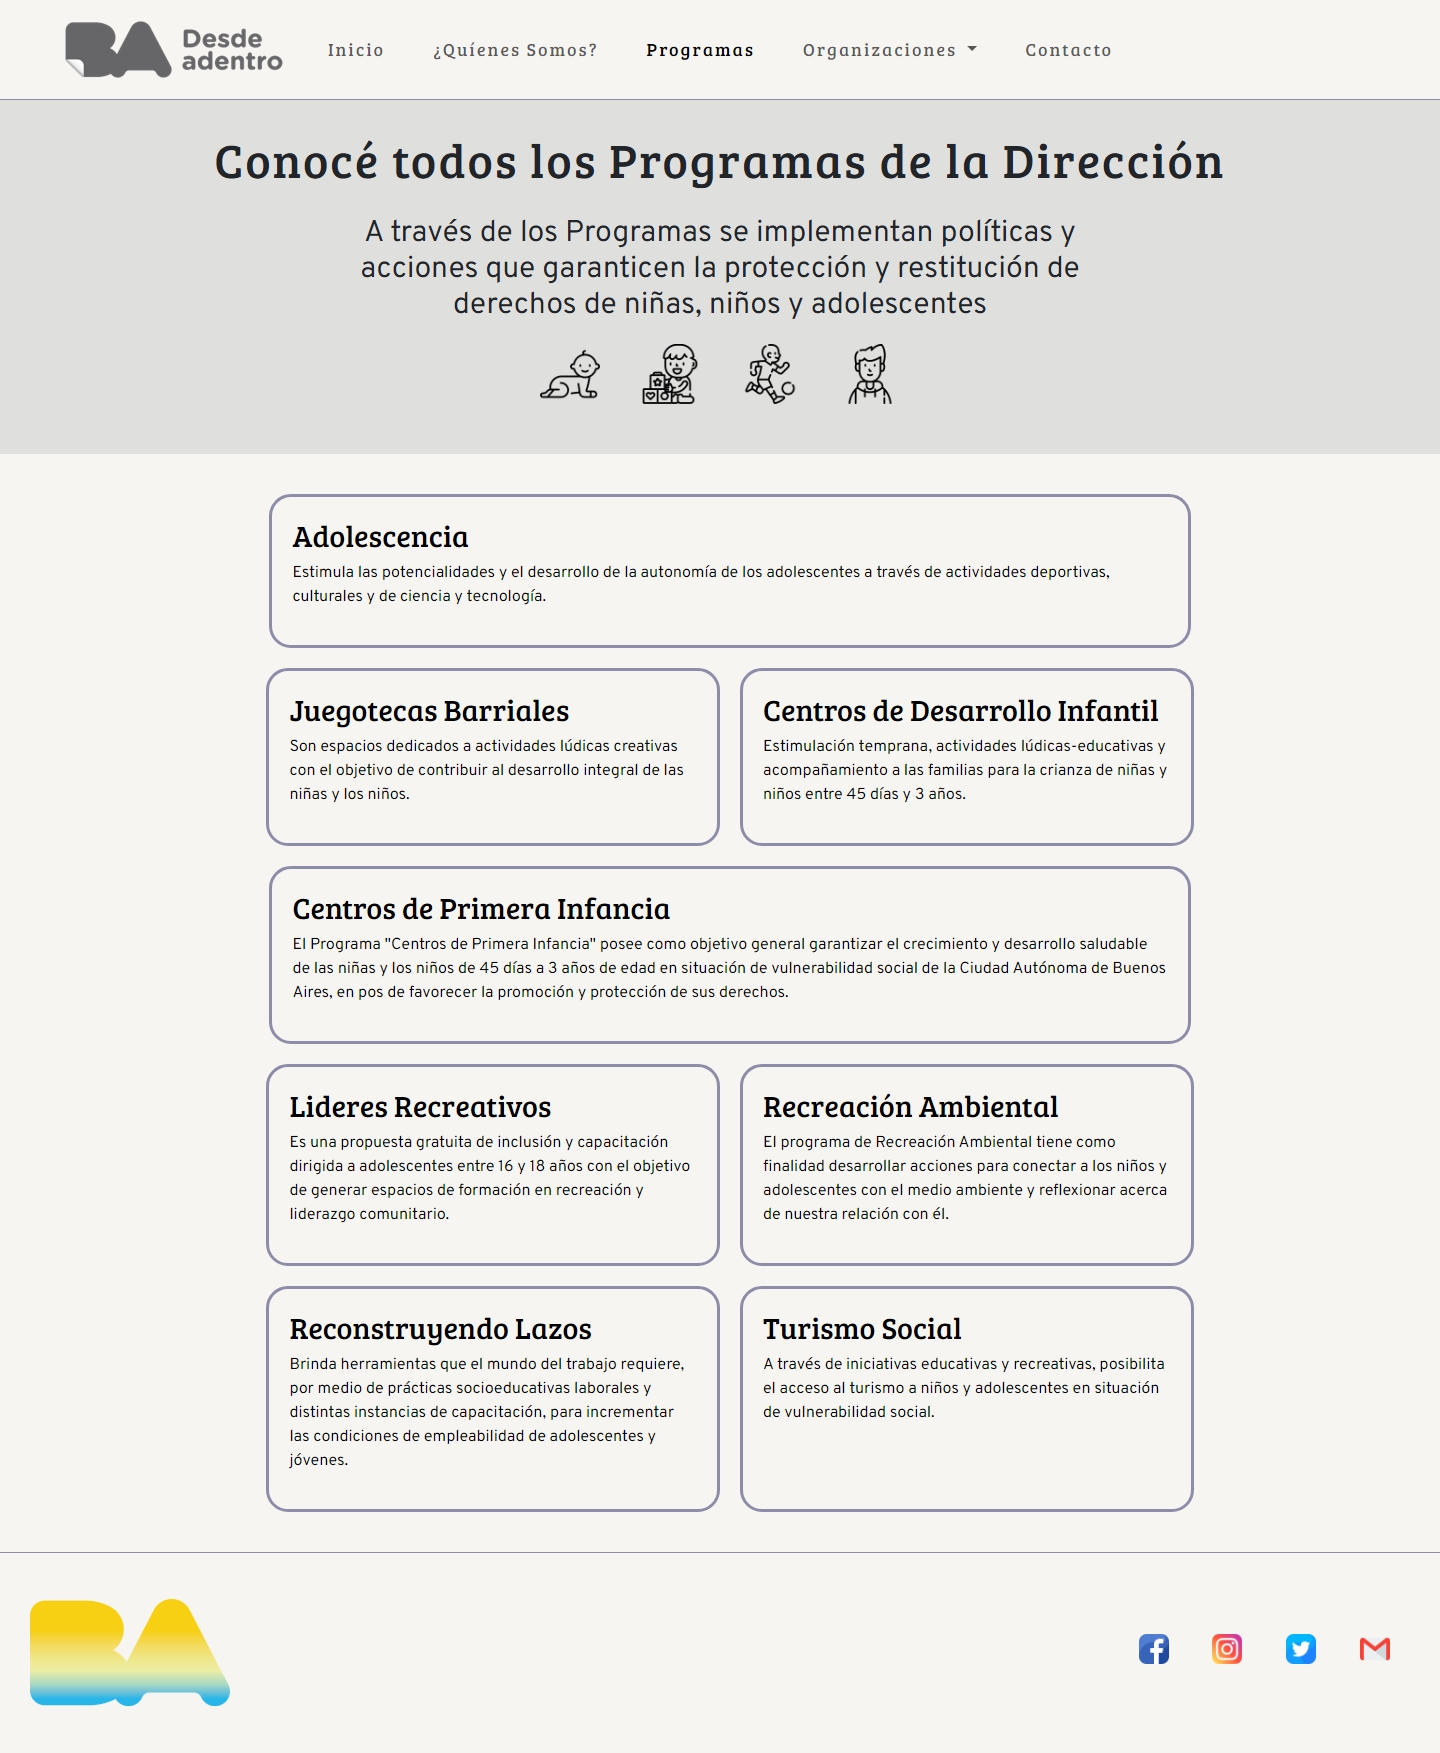 BA Desde
adentro
Inicio ¿Quíenes Somos? Programas Organizaciones Contacto
Conocé todos los Programas de la Dirección
A través de los Programas se implementan políticas y
acciones que garanticen la protección y restitución de
derechos de niñas, niños y adolescentes
Adolescencia
Estimula las potencialidades y el desarrollo de la autonomía de los adolescentes a través de actividades deportivas,
culturales y de ciencia y tecnología.
Juegotecas Barriales
Son espacios dedicados a actividades lúdicas creativas
con el objetivo de contribuir al desarrollo integral de las
niñas y los niños.
Centros de Desarrollo Infantil
Estimulación temprana, actividades lúdicas-educativas y
acompañamiento a las familias para la crianza de niñas y
niños entre 45 días y 3 años.
Centros de Primera Infancia
El Programa "Centros de Primera Infancia" posee como objetivo general garantizar el crecimiento y desarrollo saludable
de las niñas y los niños de 45 días a 3 años de edad en situación de vulnerabilidad social de la Ciudad Autónoma de Buenos
Aires, en pos de favorecer la promoción y protección de sus derechos.
Lideres Recreativos
Es una propuesta gratuita de inclusión y capacitación
dirigida a adolescentes entre 16 y 18 años con el objetivo
de generar espacios de formación en recreación y
liderazgo comunitario.
Recreación Ambiental
El programa de Recreación Ambiental tiene como
finalidad desarrollar acciones para conectar a los niños y
adolescentes con el medio ambiente y reflexionar acerca
de nuestra relación con él.
Reconstruyendo Lazos
Brinda herramientas que el mundo del trabajo requiere,
por medio de prácticas socioeducativas laborales y
distintas instancias de capacitación, para incrementar
las condiciones de empleabilidad de adolescentes y
jóvenes.
Turismo Social
A través de iniciativas educativas y recreativas, posibilita
el acceso al turismo a niños y adolescentes en situación
de vulnerabilidad social.
BA